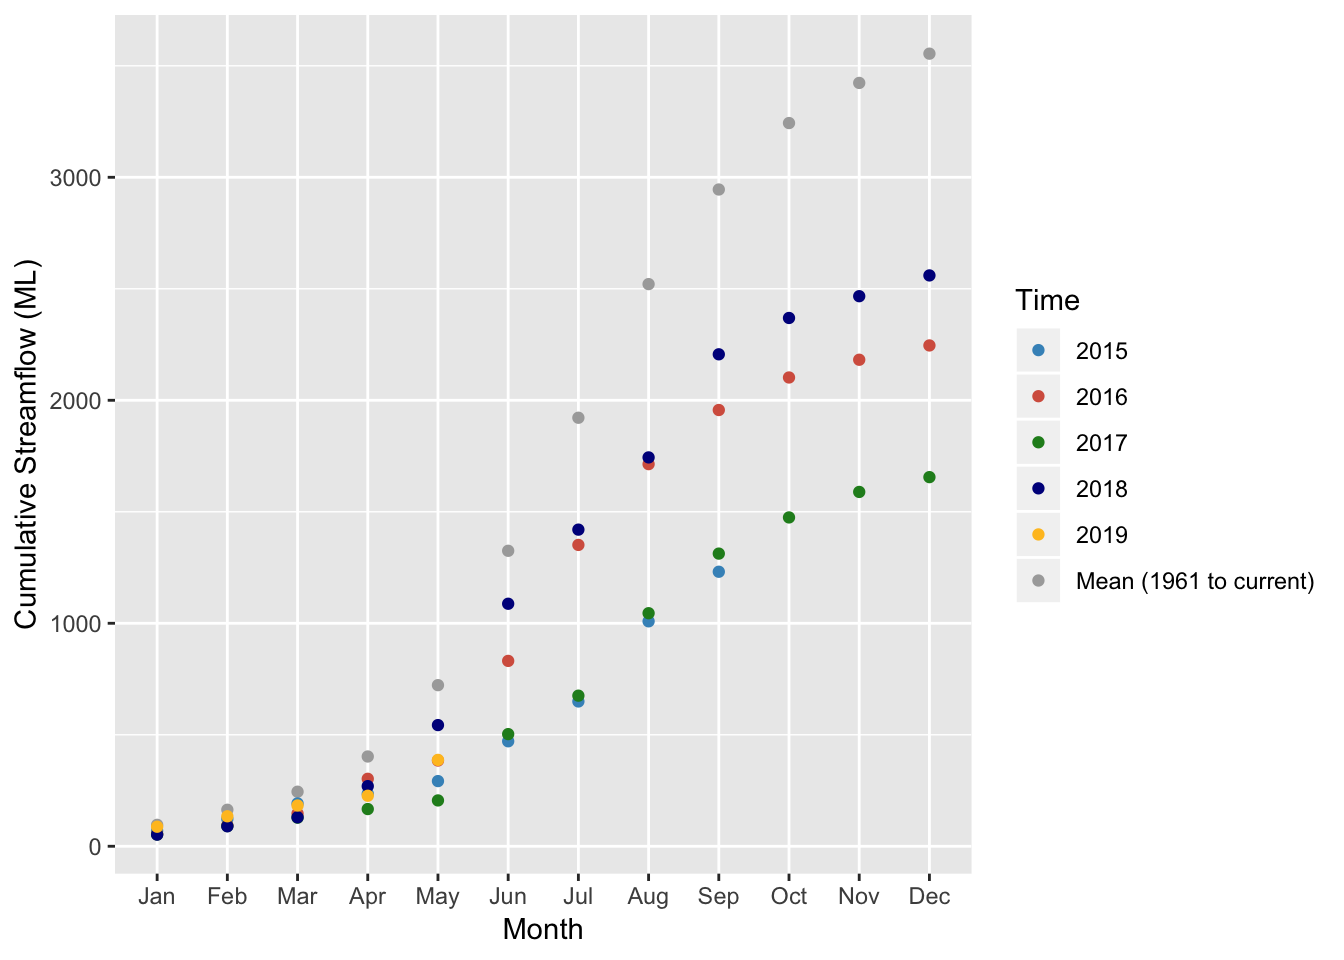 Cumulative Streamflow (ML)
3000
2000
1000
0
Jan Feb Mar Apr May Jun Jul Aug Sep Oct Nov Dec
Month
Time
2015
2016
2017
2018
2019
Mean (1961 to current)